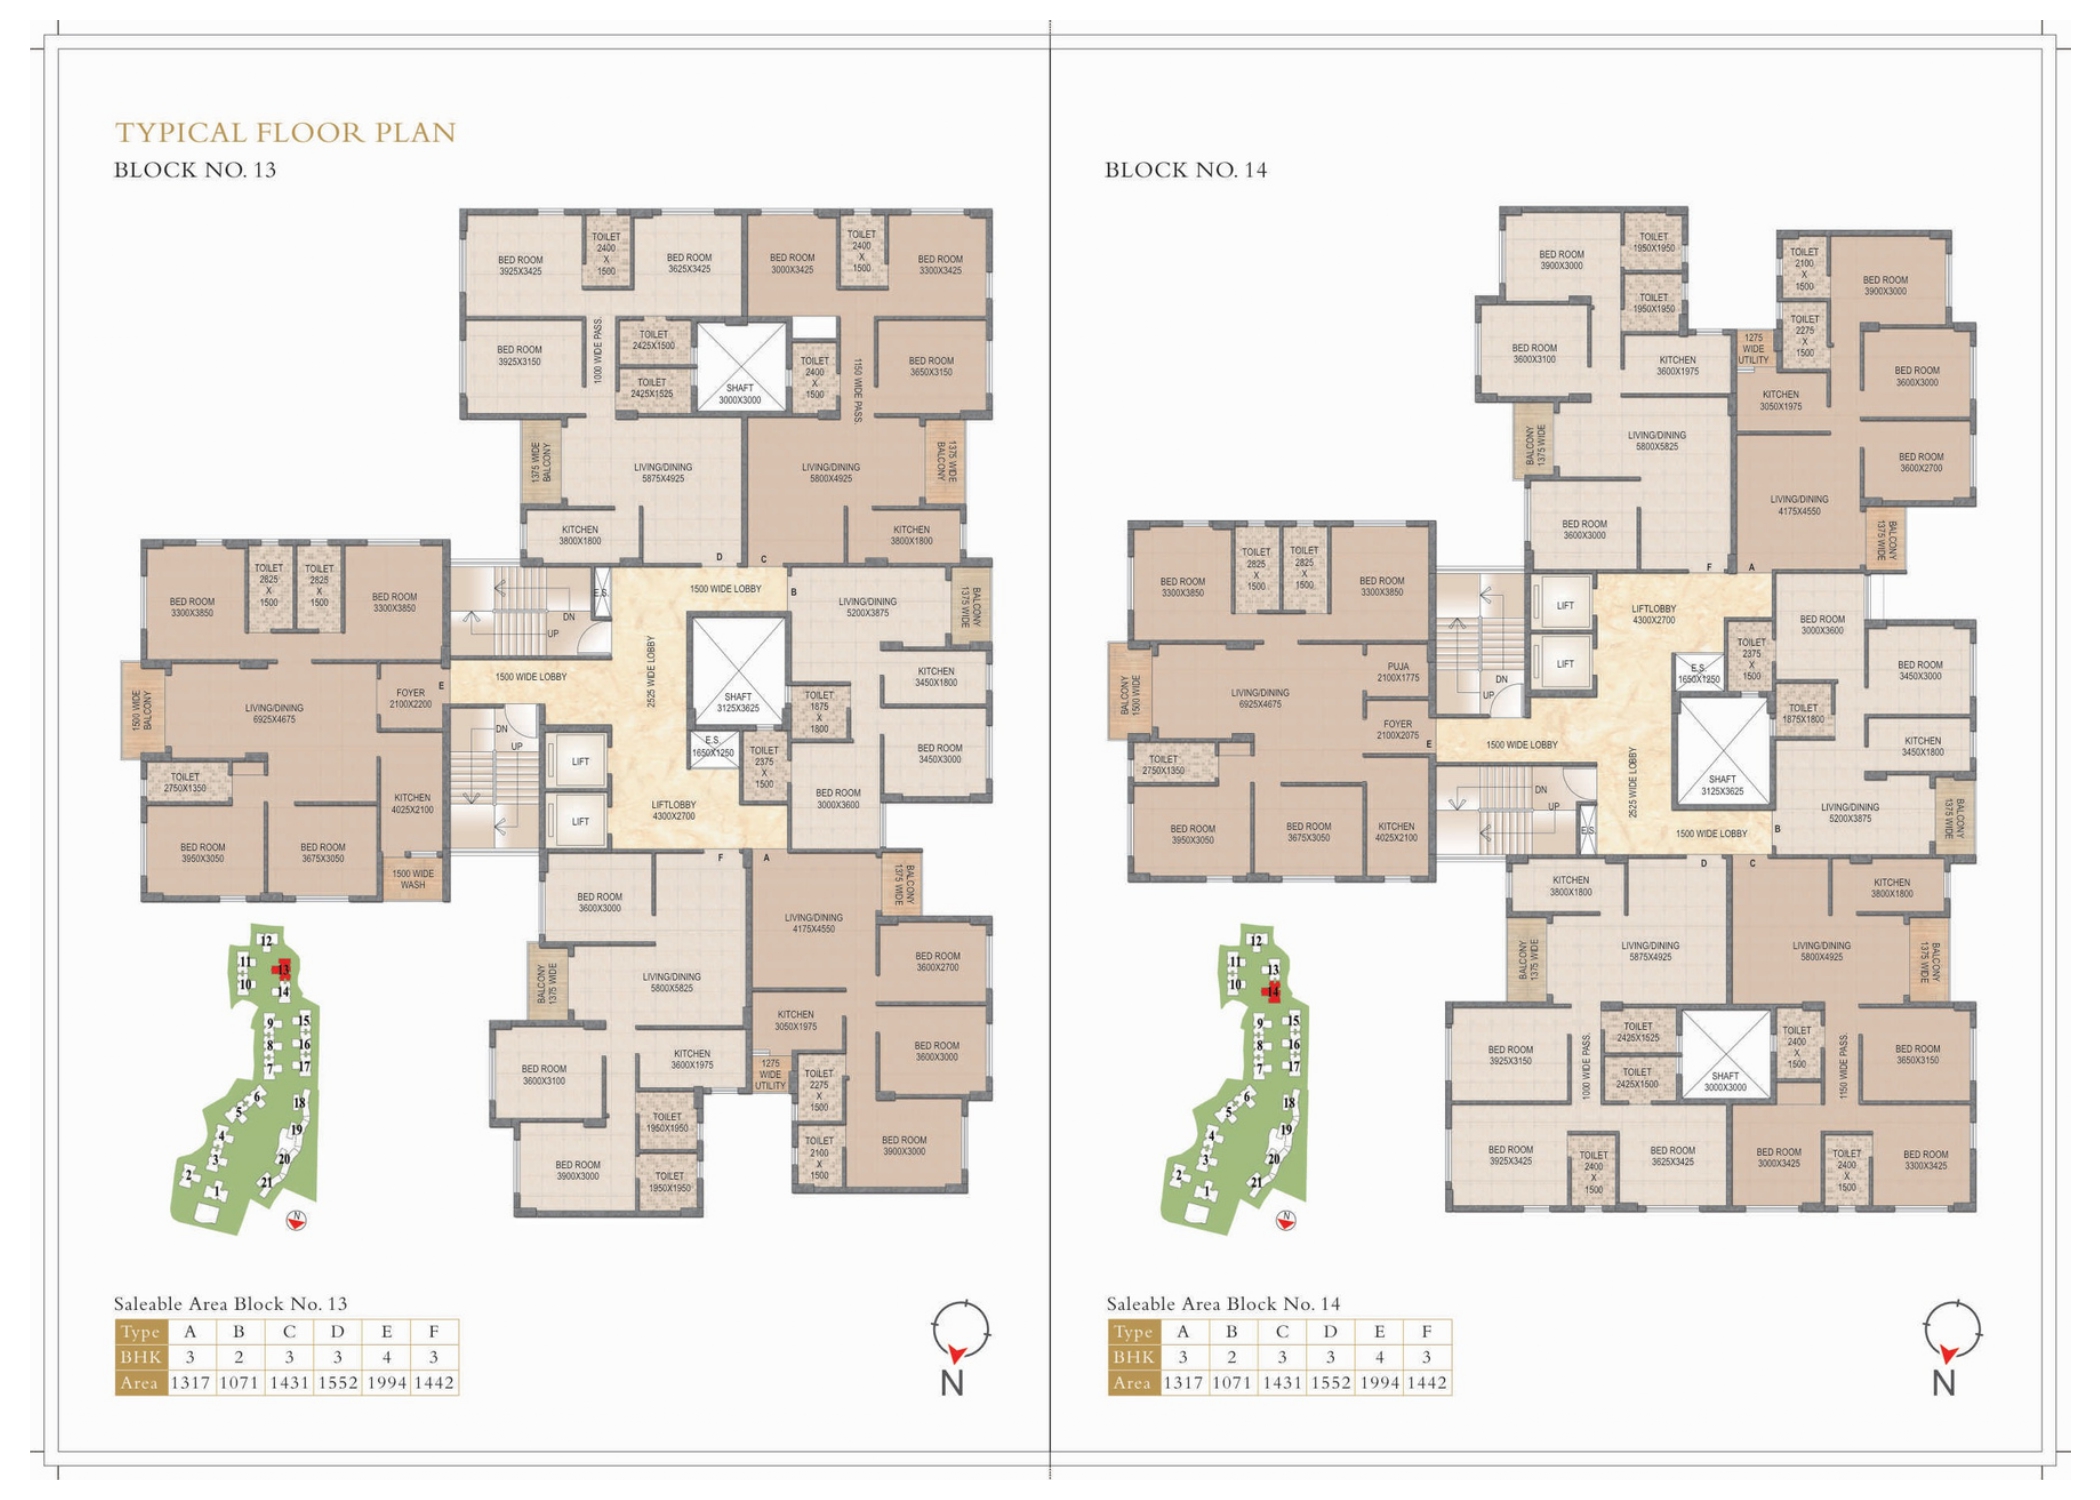 TYPICAL FLOOR PLAN
BLOCK NO. 13
BED ROOM
3925X3425
TOILET
2400
X
1500
BED ROOM
3625X3425
BED ROOM
3000X3425
TOILET
2400
X
1500
BED ROOM
3300X3425
BED ROOM
3925X3150
1000 WIDE PASS.
TOILET
2425X1500
TOILET
2425X1525
SHAFT
3000X3000
TOILET
2400
X
1500
1150 WIDE PASS.
BED ROOM
3650X3150
1375 WIDE
BALCONY
LIVING/DINING
5875X4925
LIVING/DINING
5800X4925
1375 WIDE
BALCONY
KITCHEN
3800X1800
KITCHEN
3800X1800
D
C
BED ROOM
3300X3850
TOILET
2825
X
1500
TOILET
2825
X
1500
BED ROOM
3300X3850
DN
UP
E.S.
1500 WIDE LOBBY
B
LIVING/DINING
5200X3875
BALCONY
1375 WIDE
2525 WIDE LOBBY
1500 WIDE LOBBY
KITCHEN
3450X1800
1500 WIDE
BALCONY
LIVING/DINING
6925X4675
FOYER
2100X2200
E
SHAFT
3125X3625
TOILET
1875
X
1800
DN
UP
E.S.
1650X1250
TOILET
2375
X
1500
BED ROOM
3450X3000
TOILET
2750X1350
KITCHEN
4025X2100
LIFT
LIFT
LIFTLOBBY
4300X2700
BED ROOM
3000X3600
BED ROOM
3950X3050
BED ROOM
3675X3050
1500 WIDE
WASH
F
A
BED ROOM
3600X3000
LIVING/DINING
4175X4550
BALCONY
1375 WIDE
BED ROOM
3600X2700
BALCONY
1375 WIDE
LIVING/DINING
5800X5825
KITCHEN
3050X1975
BED ROOM
3600X3000
BED ROOM
3600X3100
KITCHEN
3600X1975
1275
WIDE
UTILITY
TOILET
2275
X
1500
TOILET
1950X1950
TOILET
2100
X
1500
BED ROOM
3900X3000
BED ROOM
3900X3000
TOILET
1950X1950
12
11
13
10
14
9
15
8
16
7
17
6
18
5
4
19
3
20
2
21
1
N
Saleable Area Block No. 13
Type A B C D E F
BHK 3 2 3 3 4 3
Area 1317 1071 1431 1552 1994 1442
N
BLOCK NO. 14
BED ROOM
3900X3000
TOILET
1950X1950
TOILET
1950X1950
TOILET
2100
X
1500
BED ROOM
3900X3000
BED ROOM
3600X3100
KITCHEN
3600X1975
1275
WIDE
UTILITY
TOILET
2275
X
1500
BED ROOM
3600X3000
KITCHEN
3050X1975
BALCONY
1375 WIDE
LIVING/DINING
5800X5825
BED ROOM
3600X2700
LIVING/DINING
4175X4550
BED ROOM
3600X3000
BALCONY
1375 WIDE
F
A
BED ROOM
3300X3850
TOILET
2825
X
1500
TOILET
2825
X
1500
BED ROOM
3300X3850
LIFT
LIFT
LIFTLOBBY
4300X2700
BED ROOM
3000X3600
TOILET
2375
X
1500
E.S.
1650X1250
BED ROOM
3450X3000
BALCONY
1500 WIDE
LIVING/DINING
6925X4675
PUJA
2100X1775
DN
UP
FOYER
2100X2075
E
1500 WIDE LOBBY
TOILET
1875X1800
KITCHEN
3450X1800
TOILET
2750X1350
2525 WIDE LOBBY
SHAFT
3125X3625
DN
UP
E.S.
LIVING/DINING
5200X3875
BALCONY
1375 WIDE
BED ROOM
3950X3050
BED ROOM
3675X3050
KITCHEN
4025X2100
1500 WIDE LOBBY
B
D
C
KITCHEN
3800X1800
KITCHEN
3800X1800
BALCONY
1375 WIDE
LIVING/DINING
5875X4925
LIVING/DINING
5800X4925
BALCONY
1375 WIDE
BED ROOM
3925X3150
1000 WIDE PASS.
TOILET
2425X1525
TOILET
2425X1500
SHAFT
3000X3000
TOILET
2400
X
1500
1150 WIDE PASS.
BED ROOM
3650X3150
BED ROOM
3925X3425
TOILET
2400
X
1500
BED ROOM
3625X3425
BED ROOM
3000X3425
TOILET
2400
X
1500
BED ROOM
3300X3425
12
11
13
10
14
9
15
8
16
7
17
6
18
5
4
19
3
20
2
21
1
N
Saleable Area Block No. 14
Type A B C D E F
BHK 3 2 3 3 4 3
Area 1317 1071 1431 1552 1994 1442
N